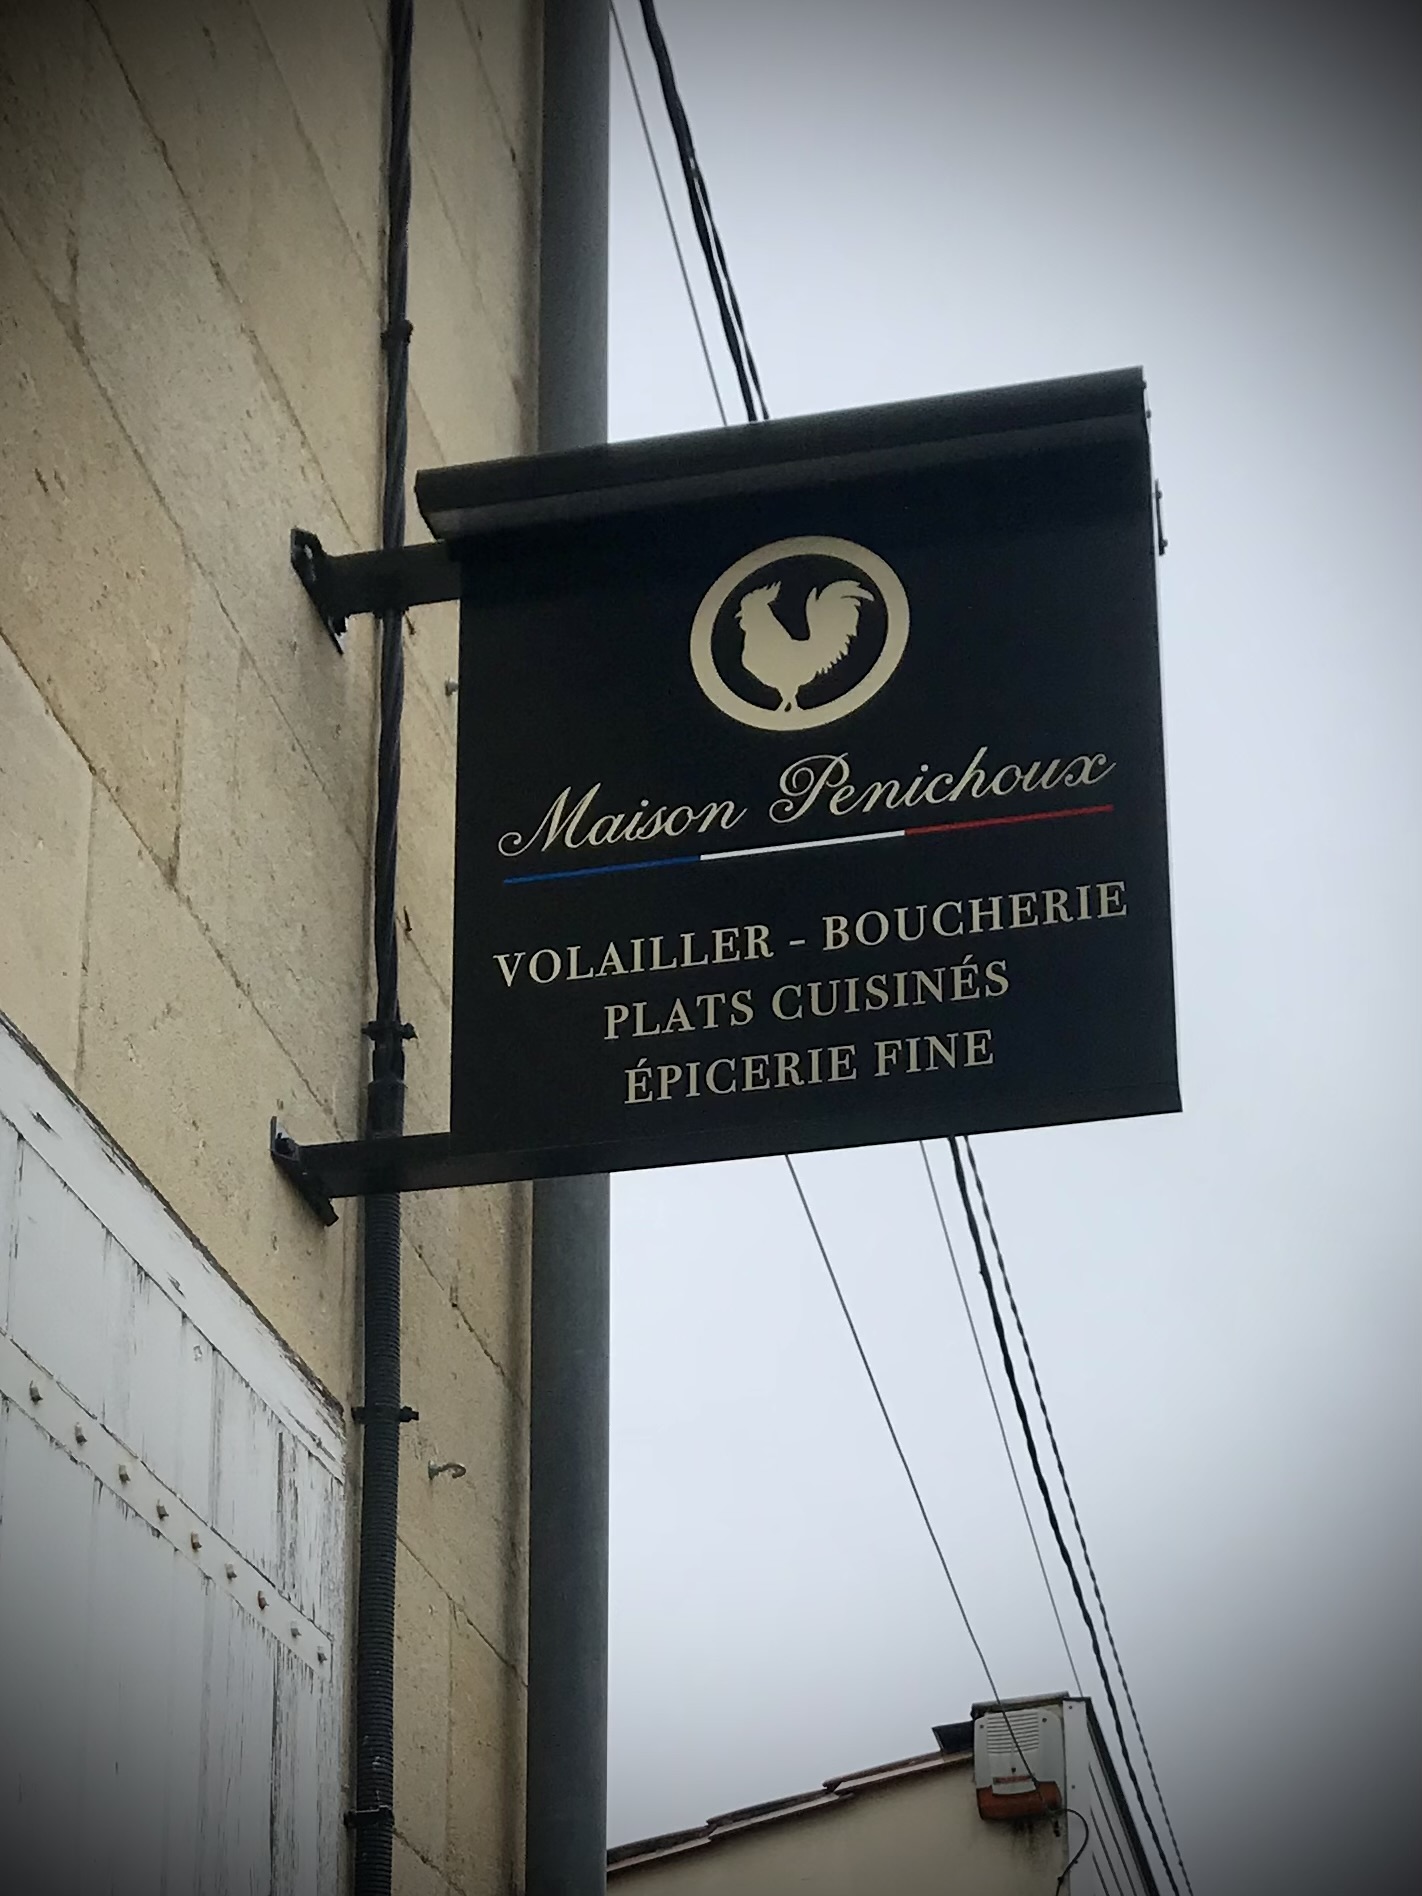 Maison Penichoux
VOLAILLER - BOUCHERIE
PLATS CUISINÉS
ÉPICERIE FINE